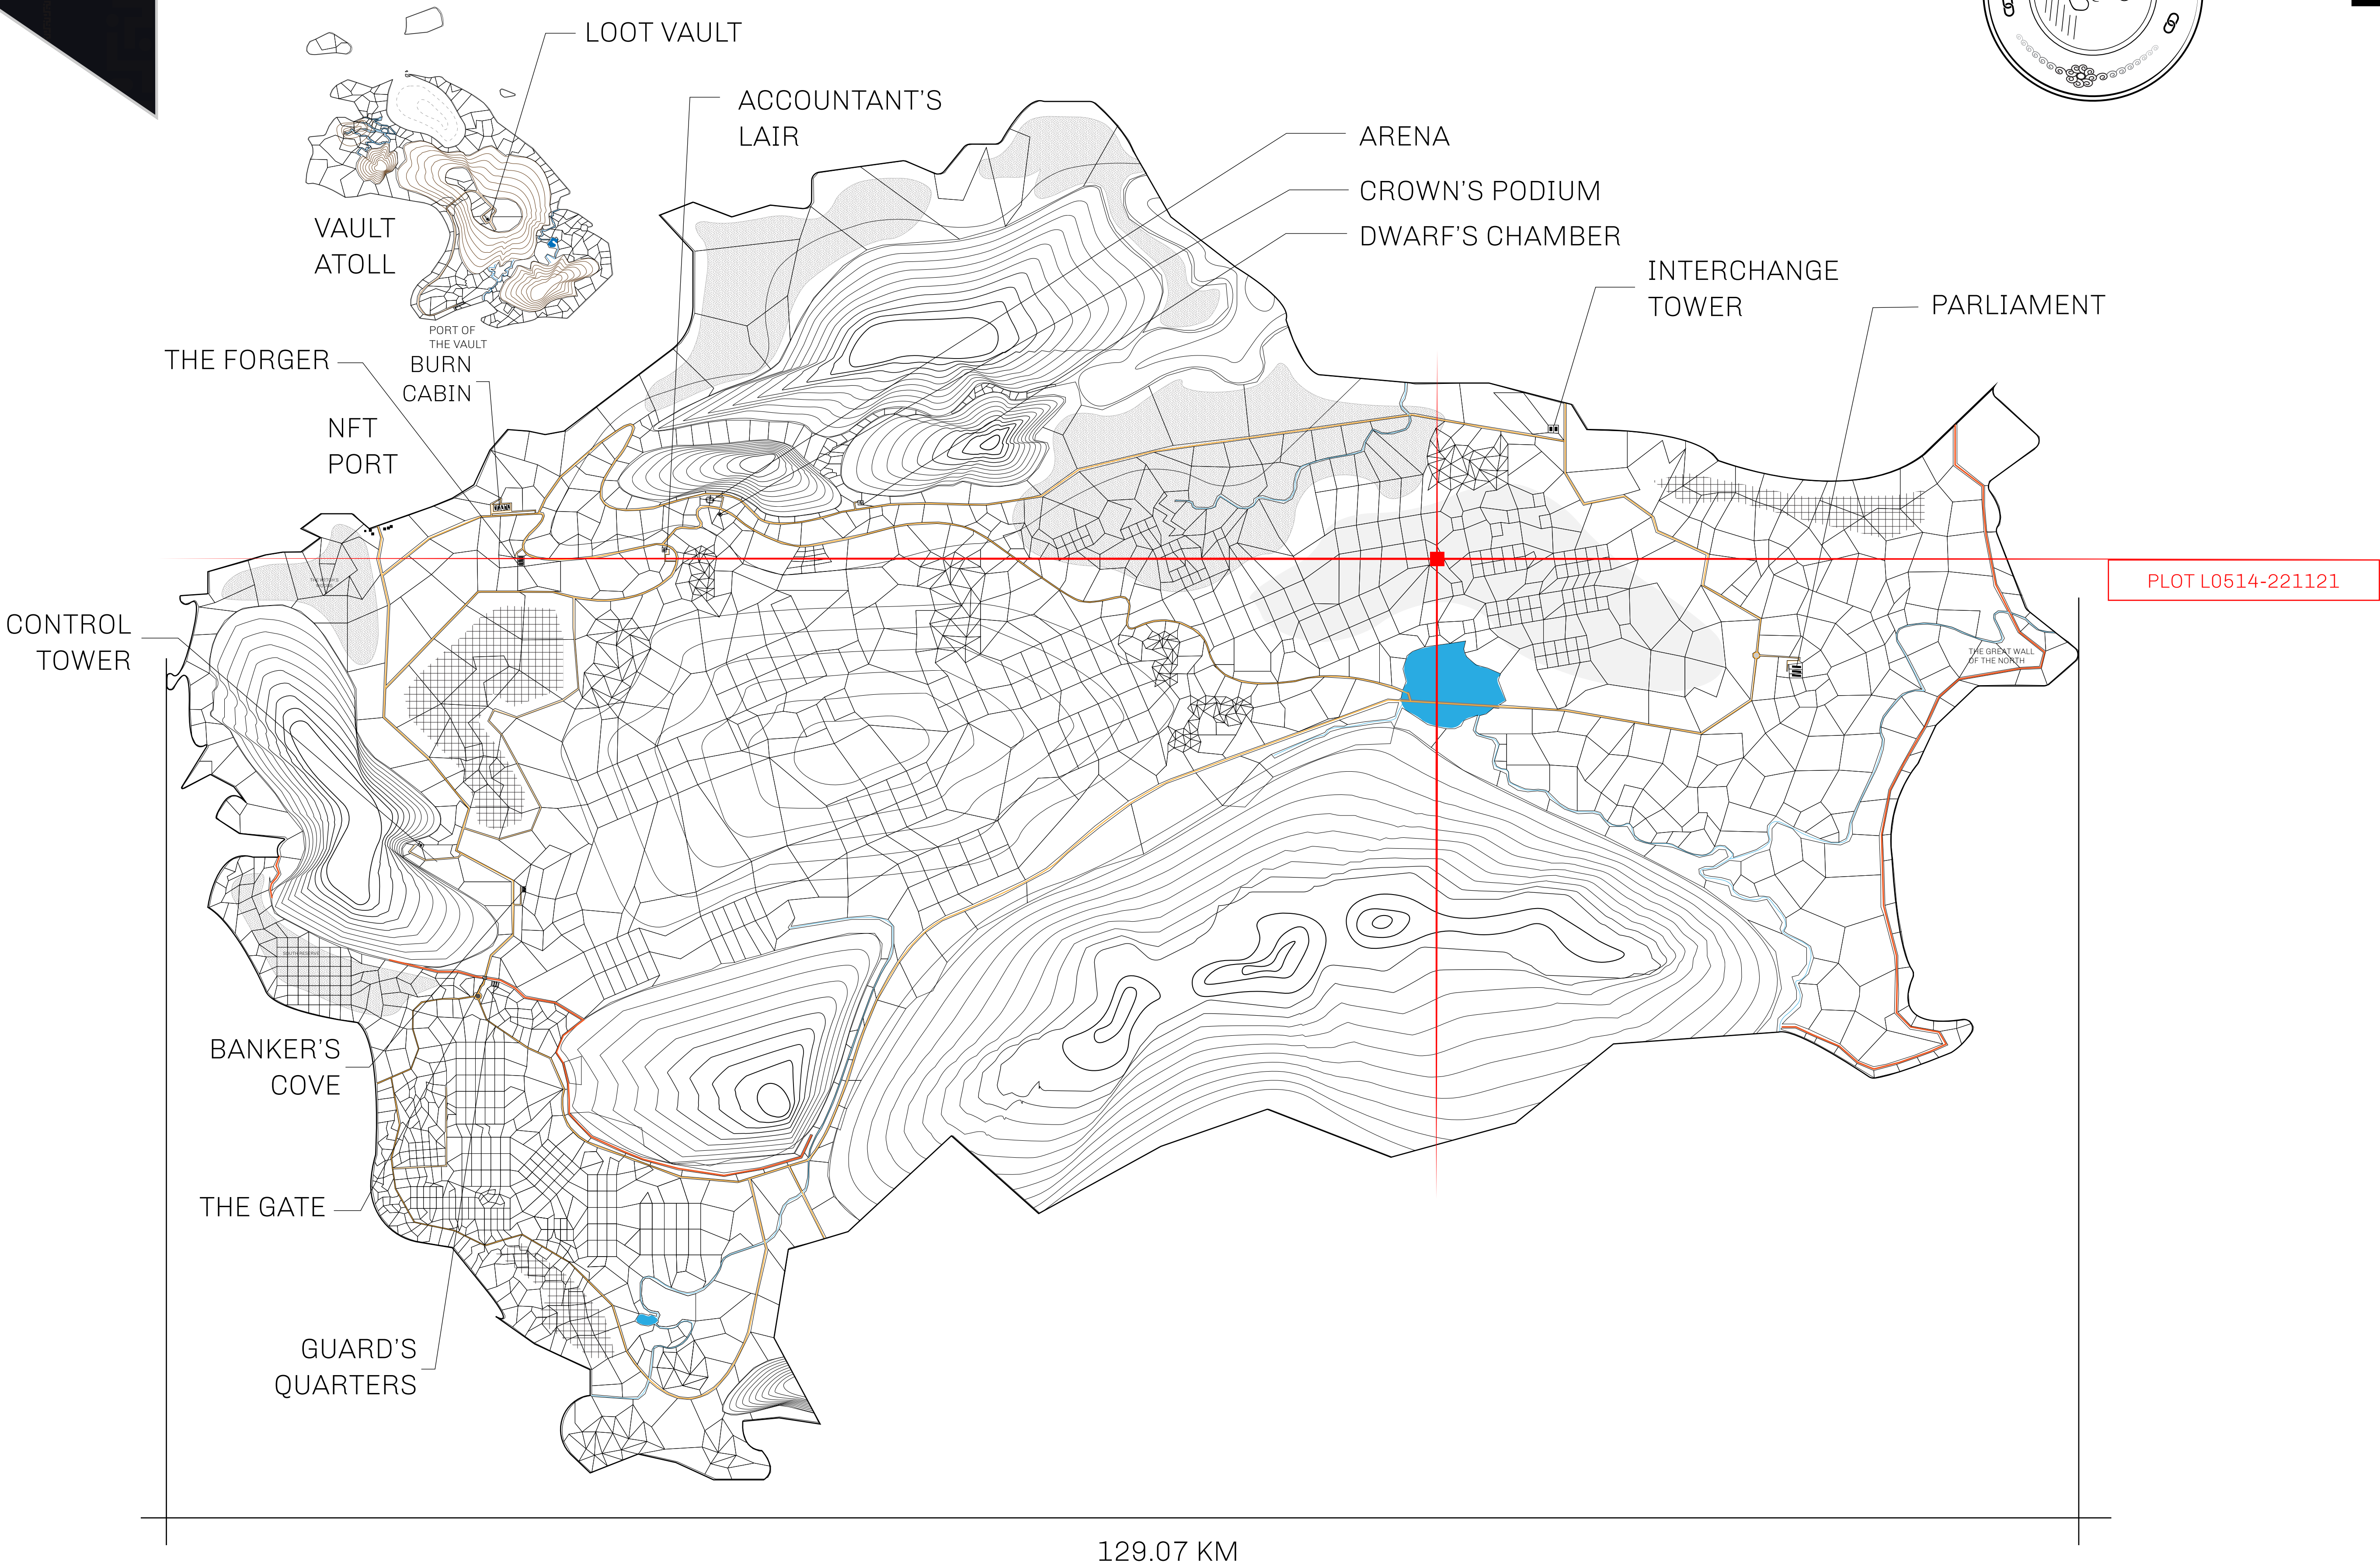 LOOT VAULT
ACCOUNTANT'S
LAIR
ARENA
CROWN'S PODIUM
DWARF'S CHAMBER
VAULT
ATOLL
INTERCHANGE
TOWER
PARLIAMENT
PORT OF
THE VAULT
THE FORGER
BURN
CABIN
NFT
PORT
PLOT L0514-221121
CONTROL
TOWER
THE GREAT WALL
OF THE NORTH
SOUTH RESERVE
BANKER'S
COVE
THE GATE
GUARD'S
QUARTERS
129.07 KM